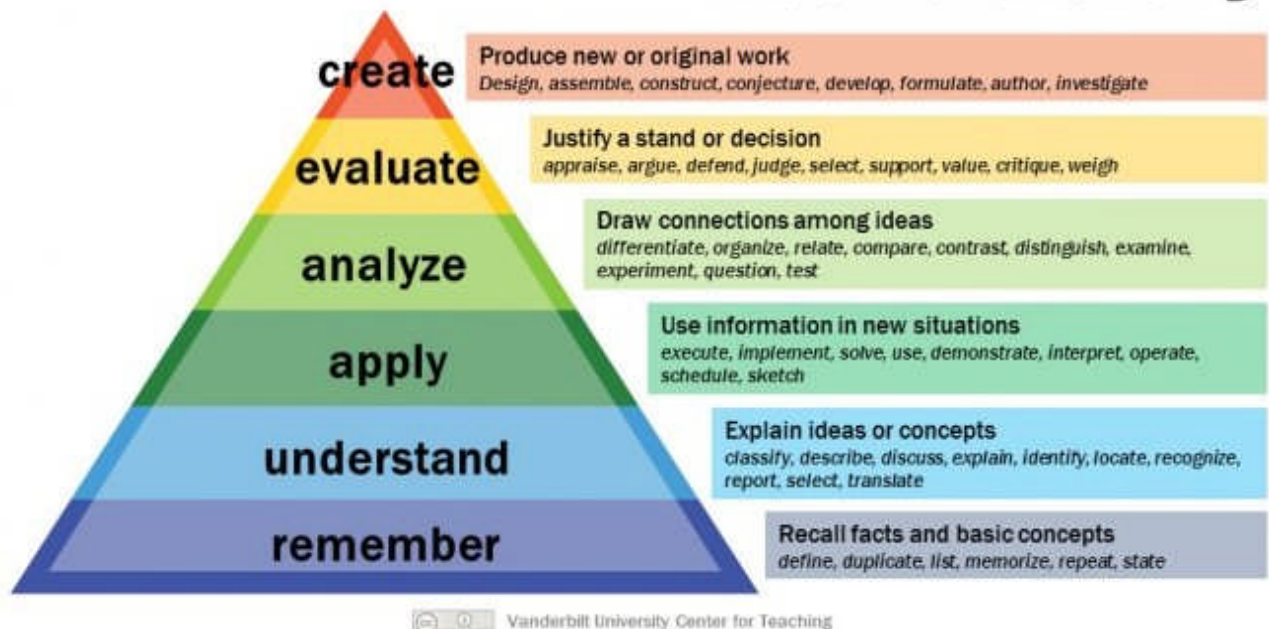 create
Produce new or original work
Design, assemble, construct, conjecture, develop, formulate, author, investigate
evaluate
Justify a stand or decision
appraise, argue, defend, judge, select, support, value, critique, weigh
analyze
Draw connections among ideas
differentiate, organize, relate, compare, contrast, distinguish, examine,
experiment, question, test
apply
Use information in new situations
execute, implement, solve, use, demonstrate, interpret, operate,
schedule, sketch
understand
Explain ideas or concepts
classify, describe, discuss, explain, identify, locate, recognize,
report, select, translate
remember
Recall facts and basic concepts
define, duplicate, list, memorize, repeat, state
Vanderbilt University Center for Teaching